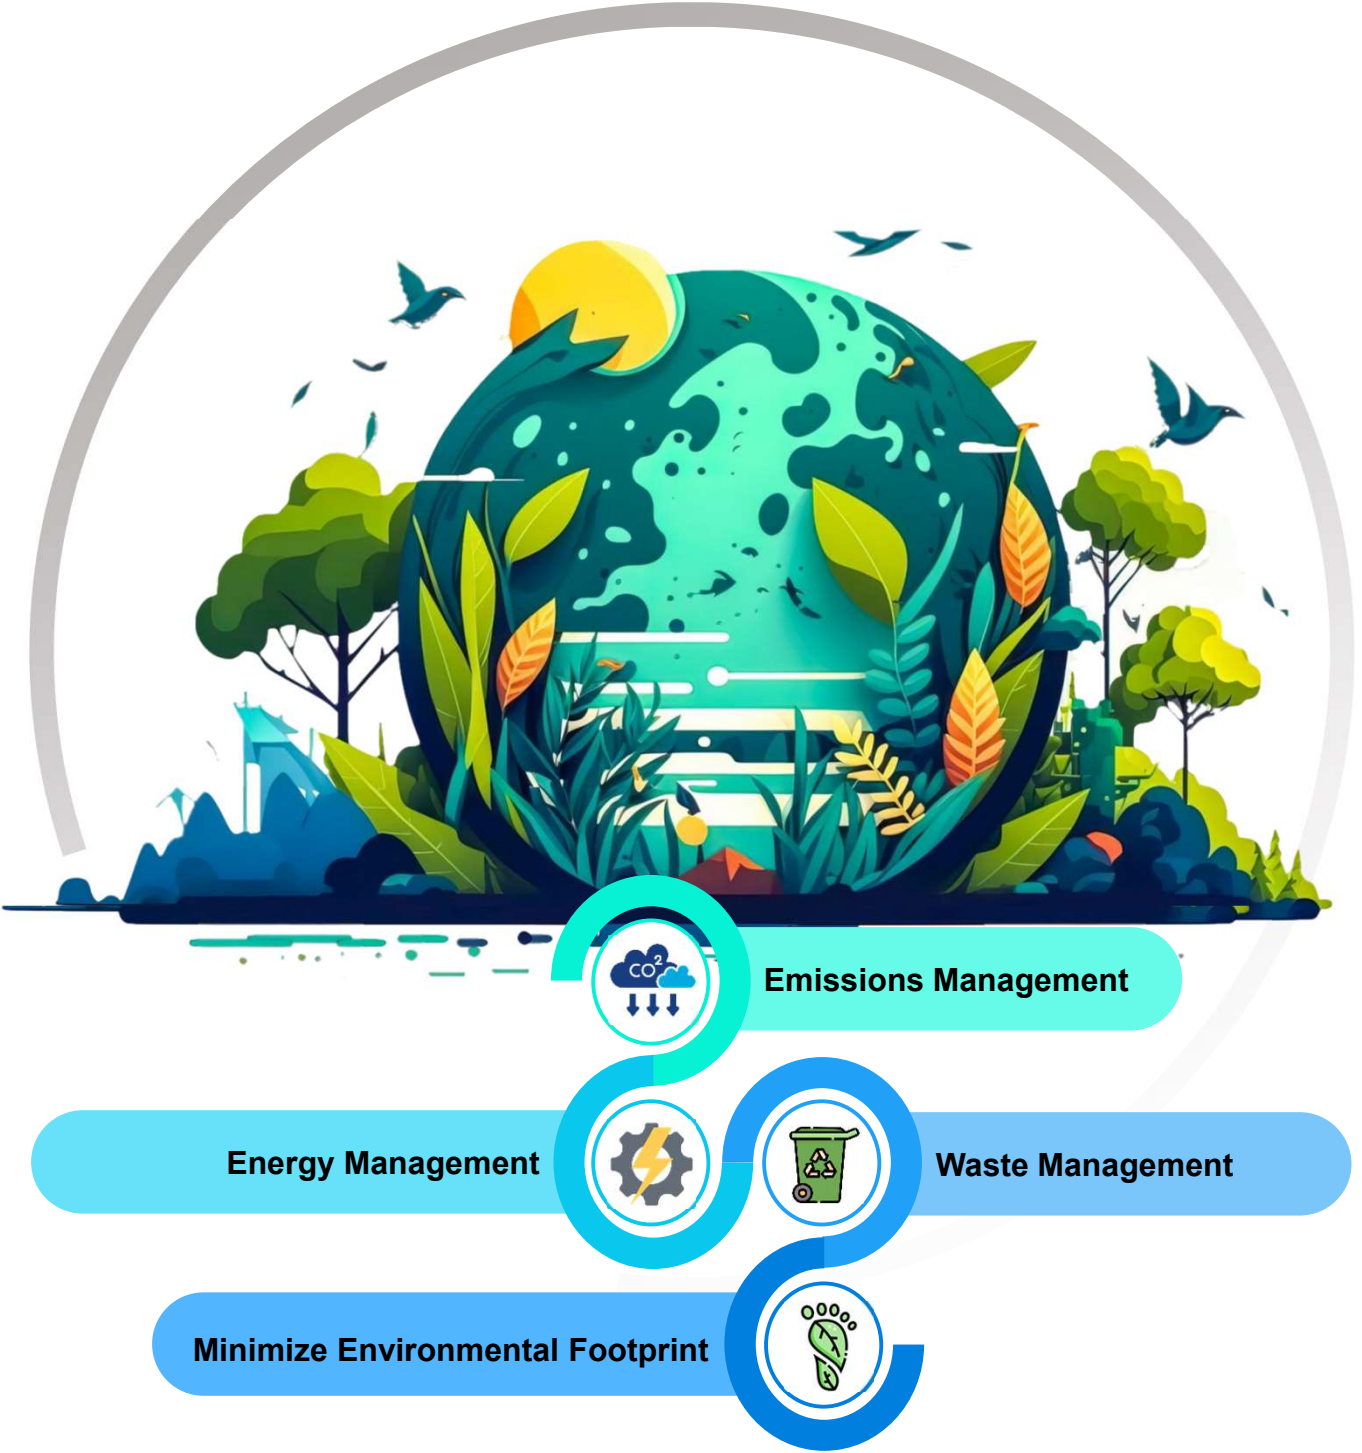 CO2
Emissions Management
Energy Management
Waste Management
Minimize Environmental Footprint